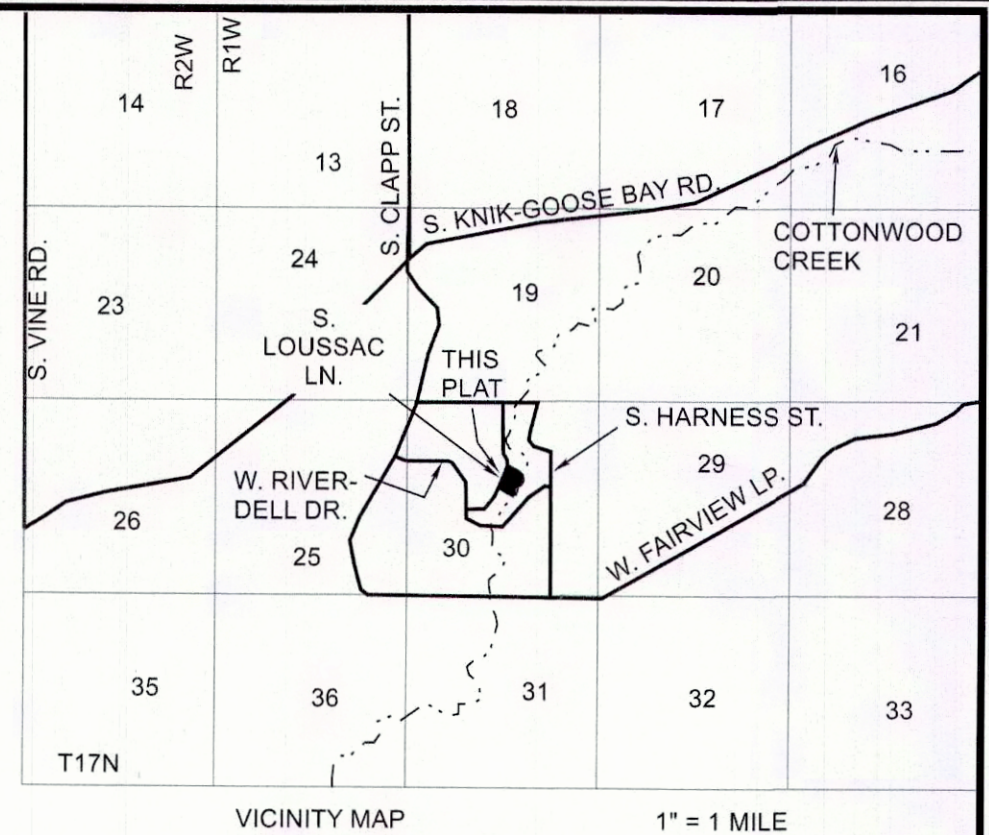 R2W
R1W
14
13
S. CLAPP ST.
18
17
16
S. KNIK-GOOSE BAY RD.
COTTONWOOD
CREEK
S. VINE RD.
23
24
19
20
21
S.
LOUSSAC
LN.
THIS
PLAT
S. HARNESS ST.
W. RIVER-
DELL DR.
26
25
30
29
28
W. FAIRVIEW LP.
35
36
31
32
33
T17N
VICINITY MAP
1" = 1 MILE